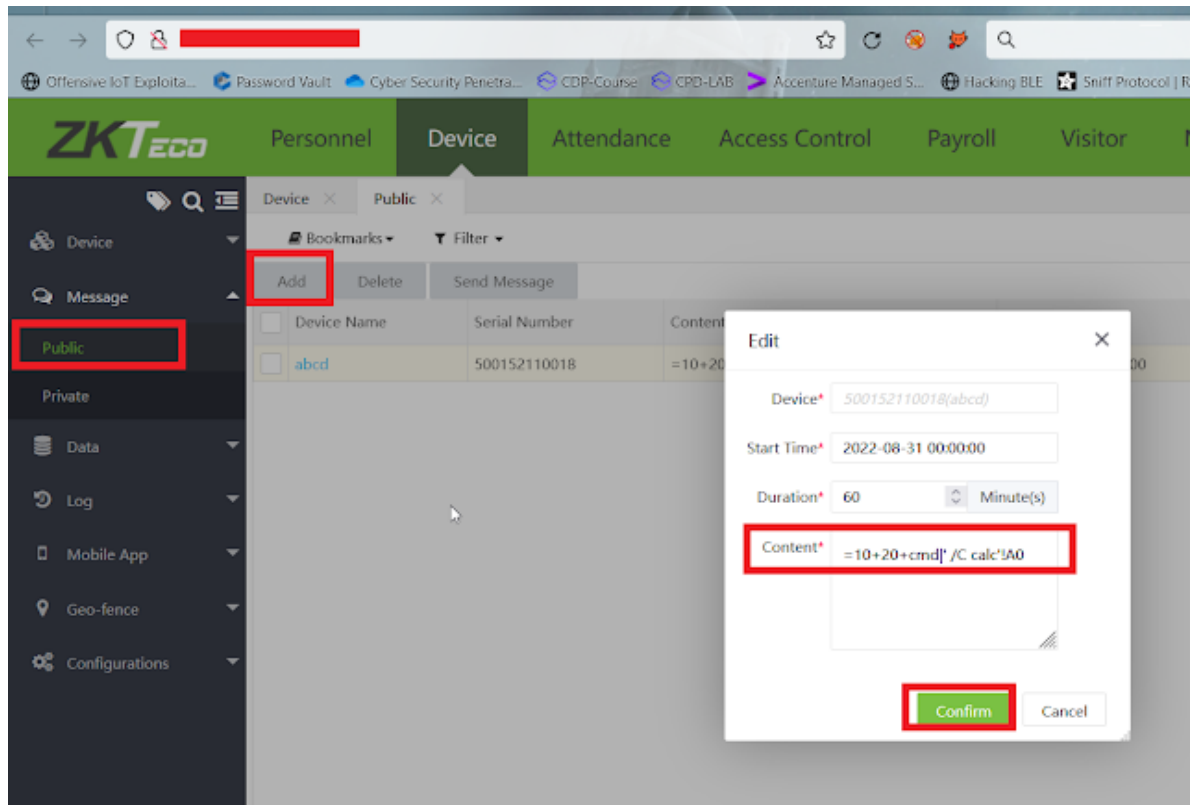 Offensive IoT Exploita... Password Vault Cyber Security Penetra... CDP-Course CPD-LAB Accenture Managed S... Hacking BLE Sniff Protocol | R
ZKTECO Personnel Device Attendance Access Control Payroll Visitor
Device Public
Device Bookmarks Filter
Message Add Delete Send Message
Device Name Serial Number Content
Public abcd 500152110018 =10+20 00
Private
Data
Log
Mobile App
Geo-fence
Configurations
Edit
Device* 500152110018(abcd)
Start Time* 2022-08-31 00:00:00
Duration* 60 Minute(s)
Content* =10+20+cmd|' /C calc'!A0
Confirm Cancel